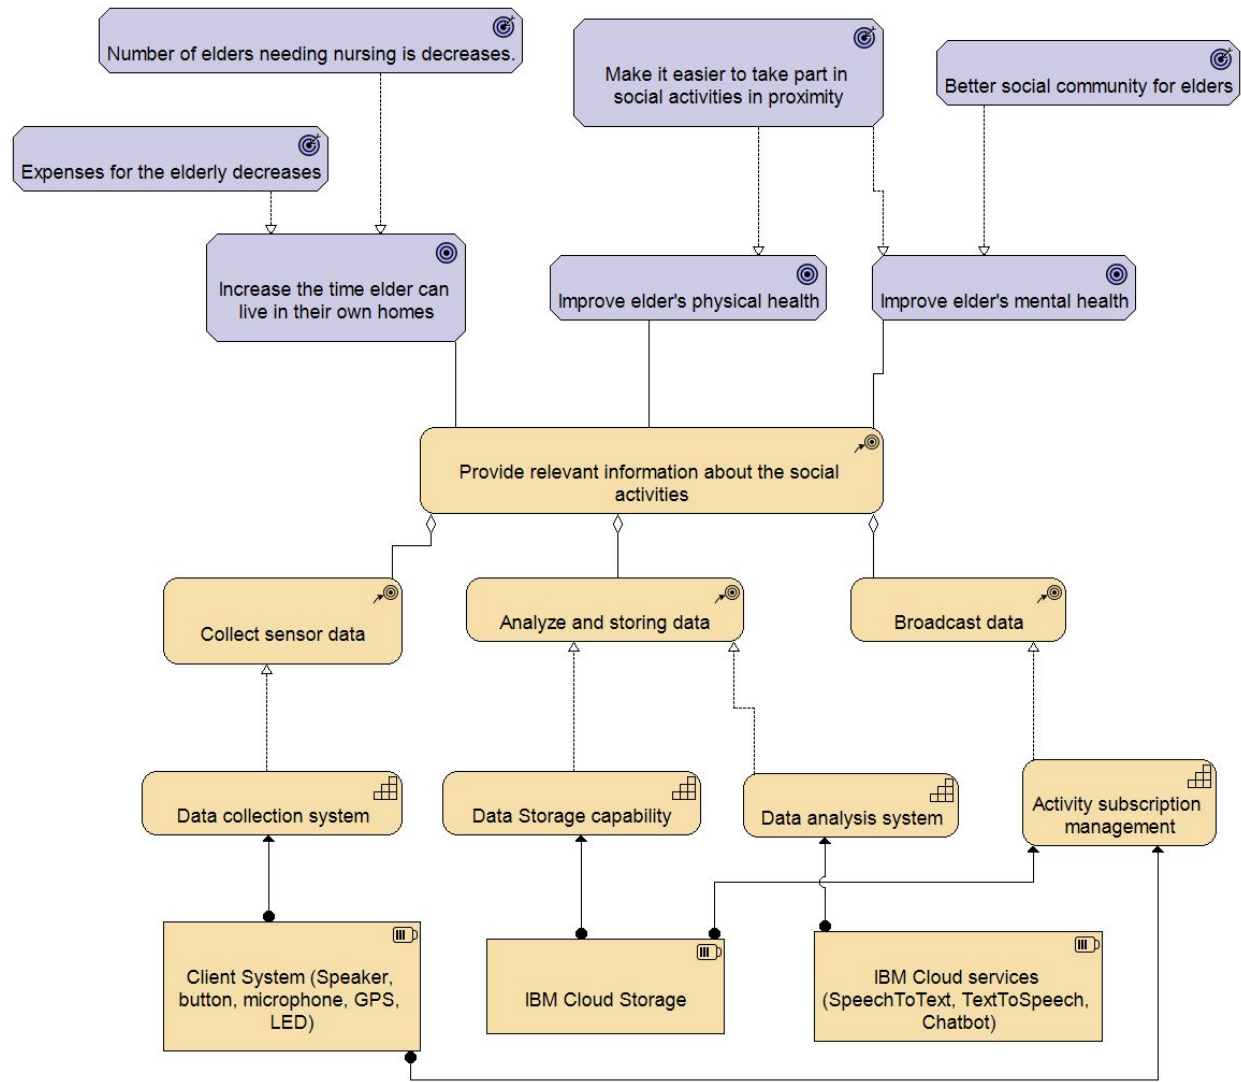 Number of elders needing nursing is decreases.
Make it easier to take part in
social activities in proximity
Better social community for elders
Expenses for the elderly decreases
Increase the time elder can
live in their own homes
Improve elder's physical health
Improve elder's mental health
Provide relevant information about the social
activities
Collect sensor data
Analyze and storing data
Broadcast data
Data collection system
Data Storage capability
Data analysis system
Activity subscription
management
Client System (Speaker,
button, microphone, GPS,
LED)
IBM Cloud Storage
IBM Cloud services
(SpeechToText, TextToSpeech,
Chatbot)